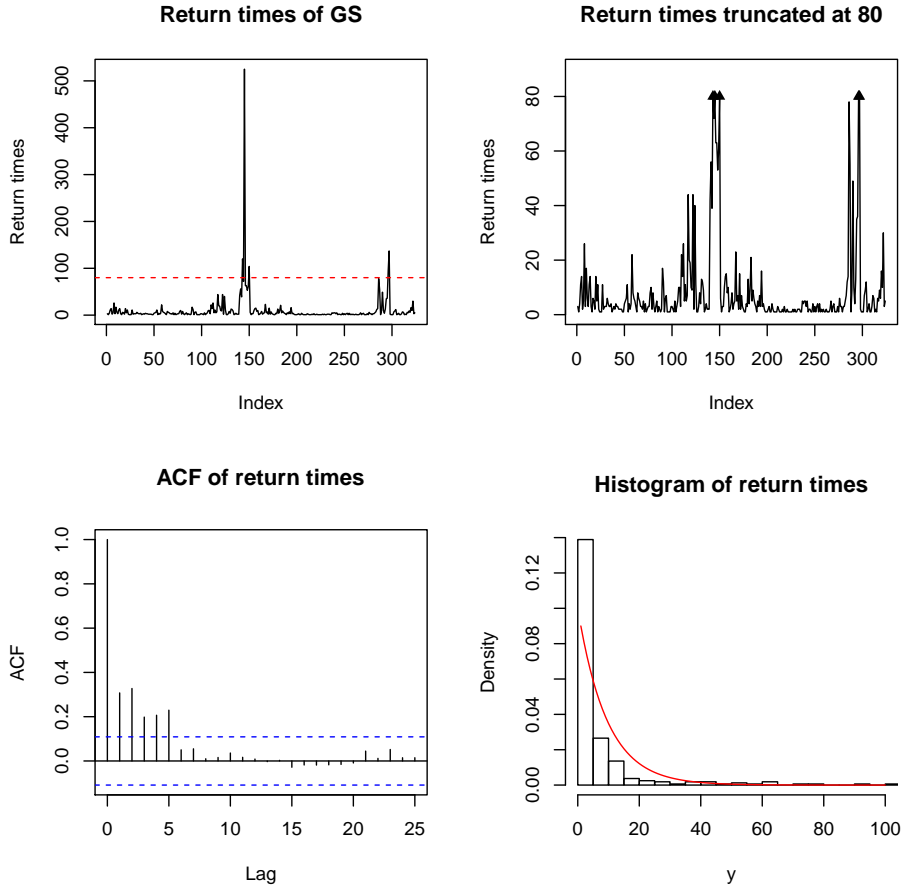 Return times of GS
Return times
0 100 200 300 400 500
0 50 100 150 200 250 300
Index
Return times truncated at 80
Return times
0 20 40 60 80
0 50 100 150 200 250 300
Index
ACF of return times
ACF
0.0 0.2 0.4 0.6 0.8 1.0
0 5 10 15 20 25
Lag
Histogram of return times
Density
0.00 0.04 0.08 0.12
0 20 40 60 80 100
y